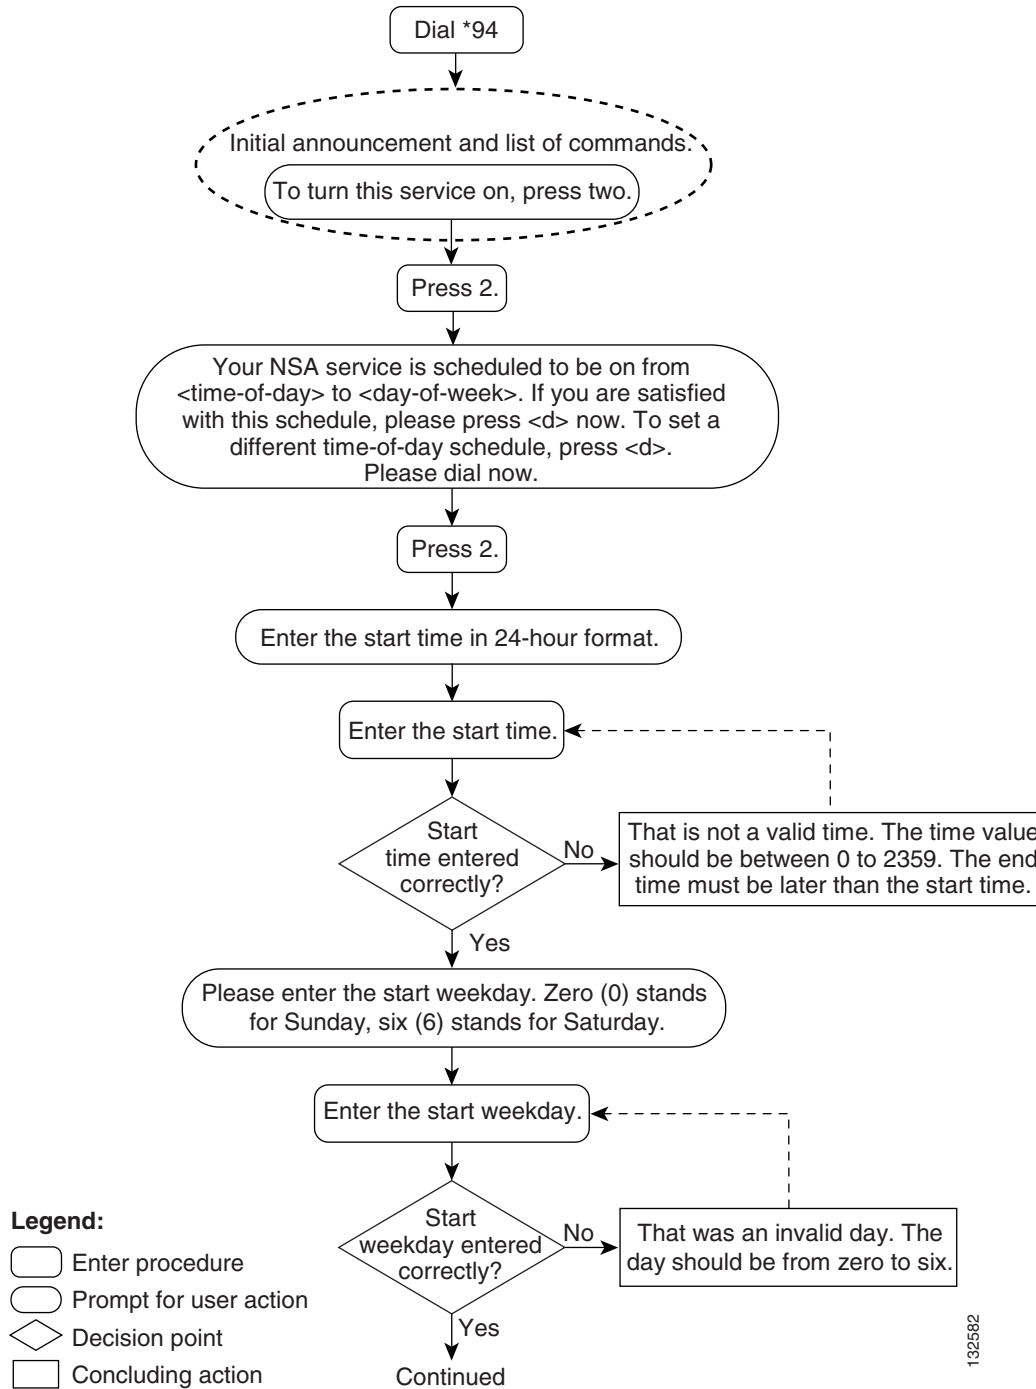 Dial *94
Initial announcement and list of commands.
To turn this service on, press two.
Press 2.
Your NSA service is scheduled to be on from
<time-of-day> to <day-of-week>. If you are satisfied
with this schedule, please press <d> now. To set a
different time-of-day schedule, press <d>.
Please dial now.
Press 2.
Enter the start time in 24-hour format.
Enter the start time.
Start
time entered
correctly?
No
That is not a valid time. The time value
should be between 0 to 2359. The end
time must be later than the start time.
Yes
Please enter the start weekday. Zero (0) stands
for Sunday, six (6) stands for Saturday.
Enter the start weekday.
Start
weekday entered
correctly?
No
That was an invalid day. The
day should be from zero to six.
Yes
Continued
Legend:
Enter procedure
Prompt for user action
Decision point
Concluding action
132582